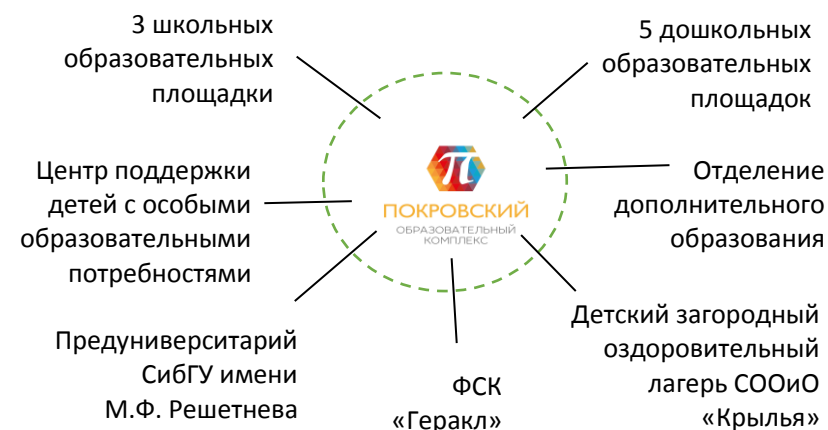 3 школьных
образовательных
площадки
5 дошкольных
образовательных
площадок
Центр поддержки
детей с особыми
образовательными
потребностями
π
ПОКРОВСКИЙ
ОБРАЗОВАТЕЛЬНЫЙ
КОМПЛЕКС
Отделение
дополнительного
образования
Предуниверситарий
СибГУ имени
М.Ф. Решетнева
ФСК
«Геракл»
Детский загородный
оздоровительный
лагерь СООиО
«Крылья»